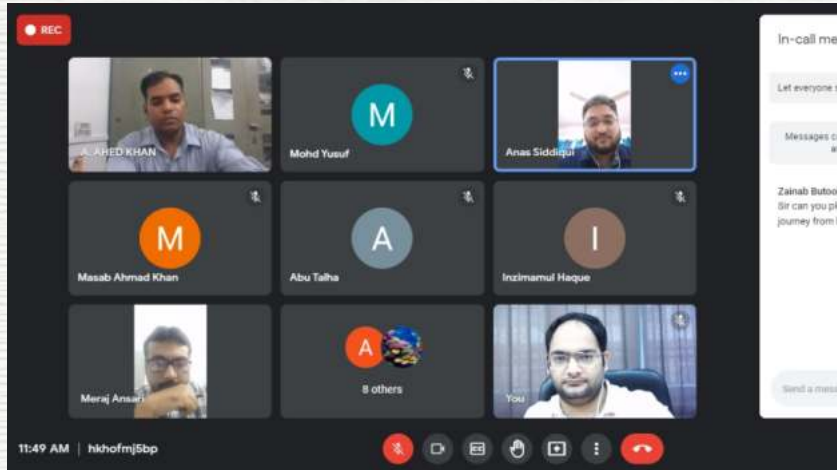 REC
In-call me
Let everyone s
A. AHED KHAN
M
Mohd Yusuf
Anas Siddiqui
Messages c
a
Zainab Butoo
Sir can you pl
journey from
M
Masab Ahmad Khan
A
Abu Talha
I
Inzimamul Haque
Meraj Ansari
A
8 others
You
Send a mess
11:49 AM | hkhofmj5bp
CC